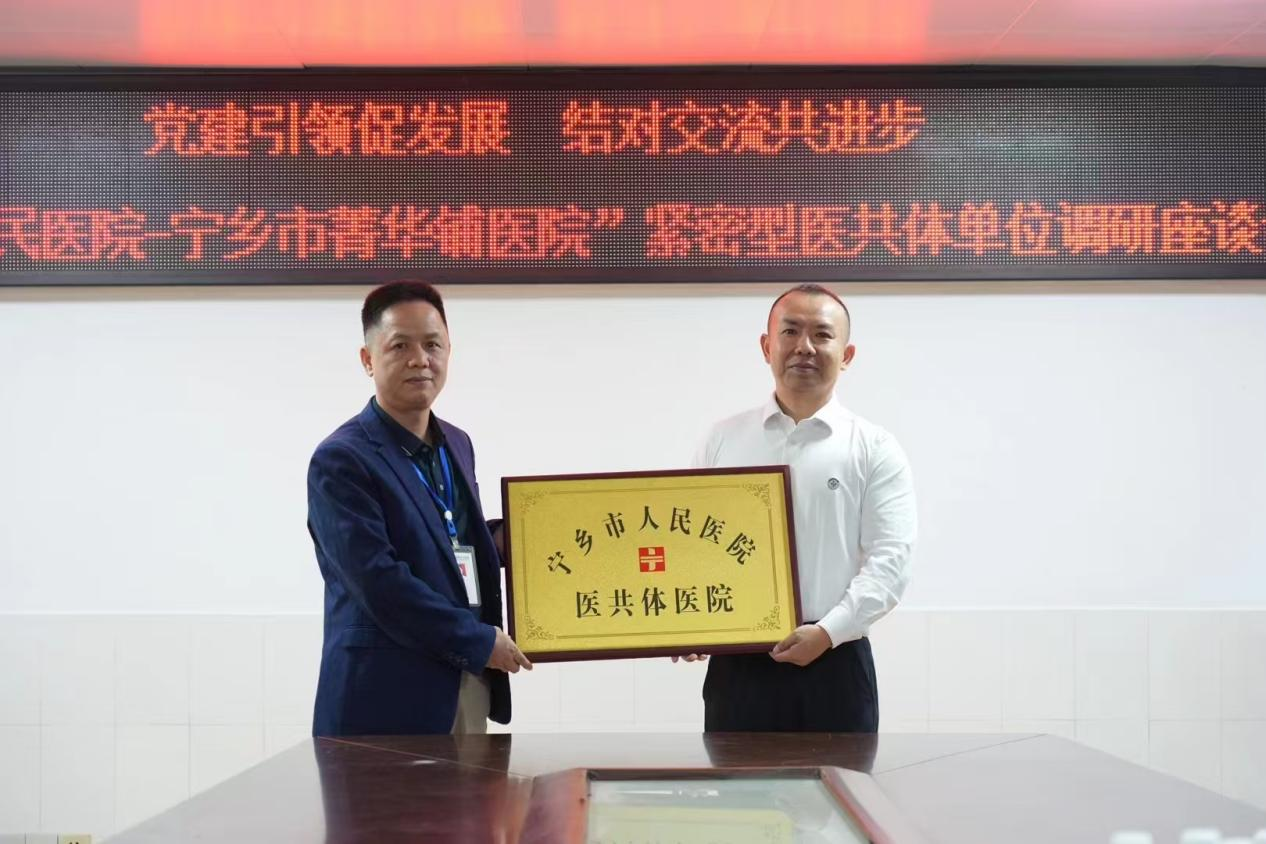 党建引领促发展 结对交流共进步
民医院-宁乡市菁华铺医院”紧密型医共体单位调研座谈
宁乡市人民医院
医共体医院